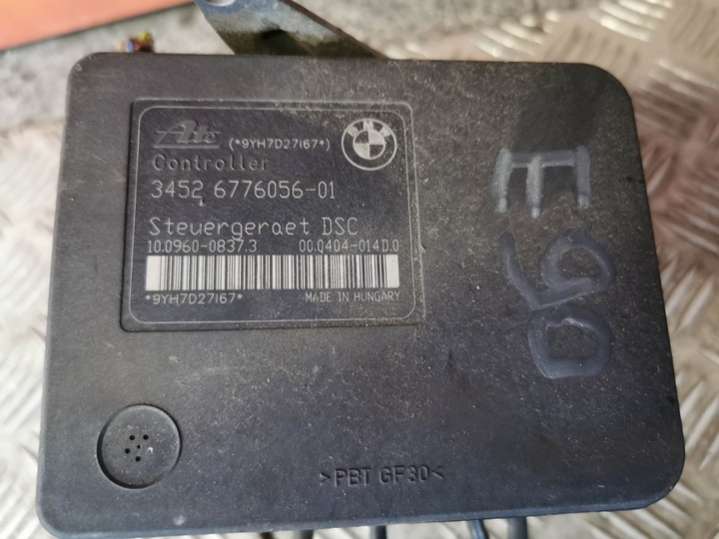 Ate (*9YH7D27I67*) BMW
Controller
3452 6776056-01
Steuergeraet DSC
10.0960-0837.3 00.0404-014D.0
*9YH7D27I67* MADE IN HUNGARY
E90
>PBT GF30<